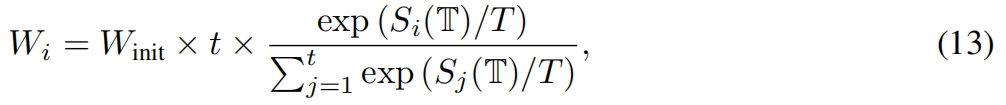 W_i = W_init × t × exp (S_i(𝕋)/T) / ∑_{j=1}^{t} exp (S_j(𝕋)/T), (13)